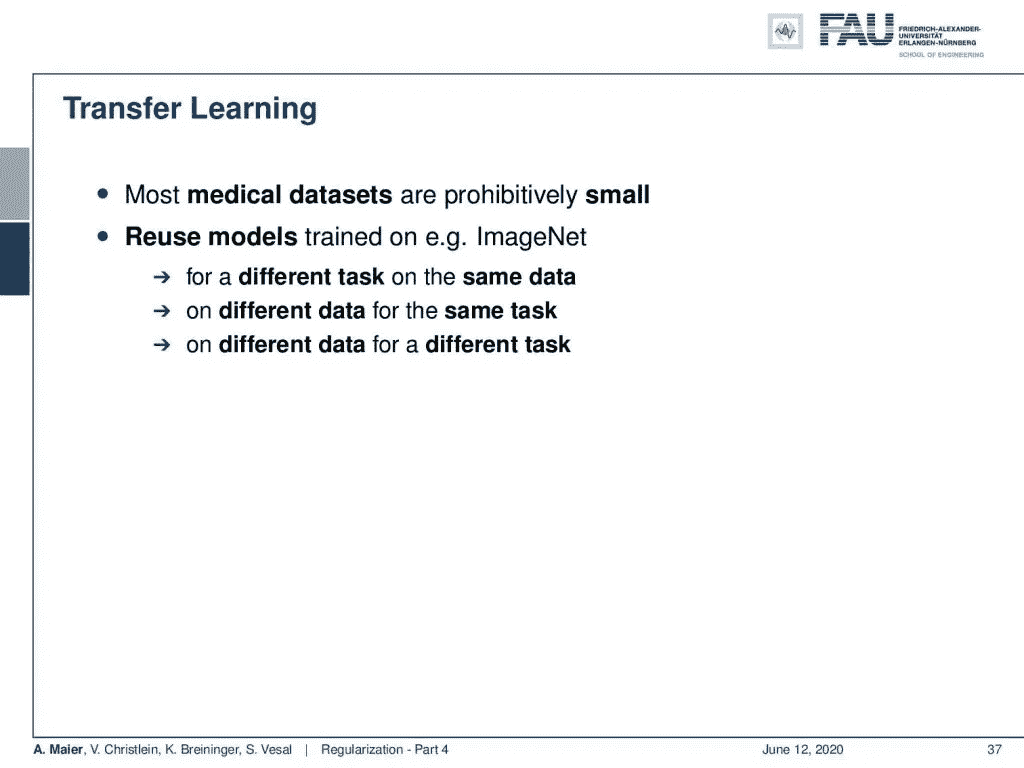 FAU
FRIEDRICH-ALEXANDER-
UNIVERSITÄT
ERLANGEN-NÜRNBERG
SCHOOL OF ENGINEERING
Transfer Learning
• Most medical datasets are prohibitively small
• Reuse models trained on e.g. ImageNet
➔ for a different task on the same data
➔ on different data for the same task
➔ on different data for a different task
A. Maier, V. Christlein, K. Breininger, S. Vesal | Regularization - Part 4 June 12, 2020 37